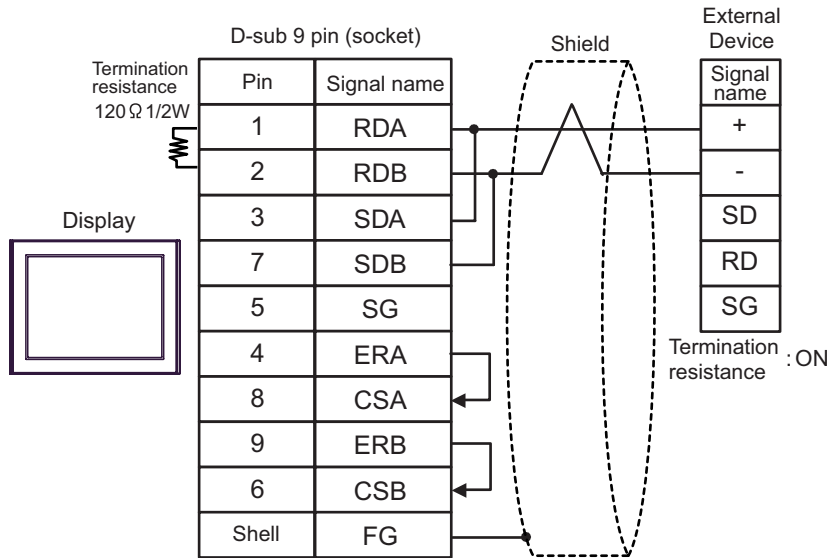 D-sub 9 pin (socket)
Shield
External
Device
Termination
resistance
120Ω 1/2W
Pin Signal name
1 RDA
2 RDB
3 SDA
7 SDB
5 SG
4 ERA
8 CSA
9 ERB
6 CSB
Shell FG
Display
Signal
name
+
-
SD
RD
SG
Termination
resistance : ON